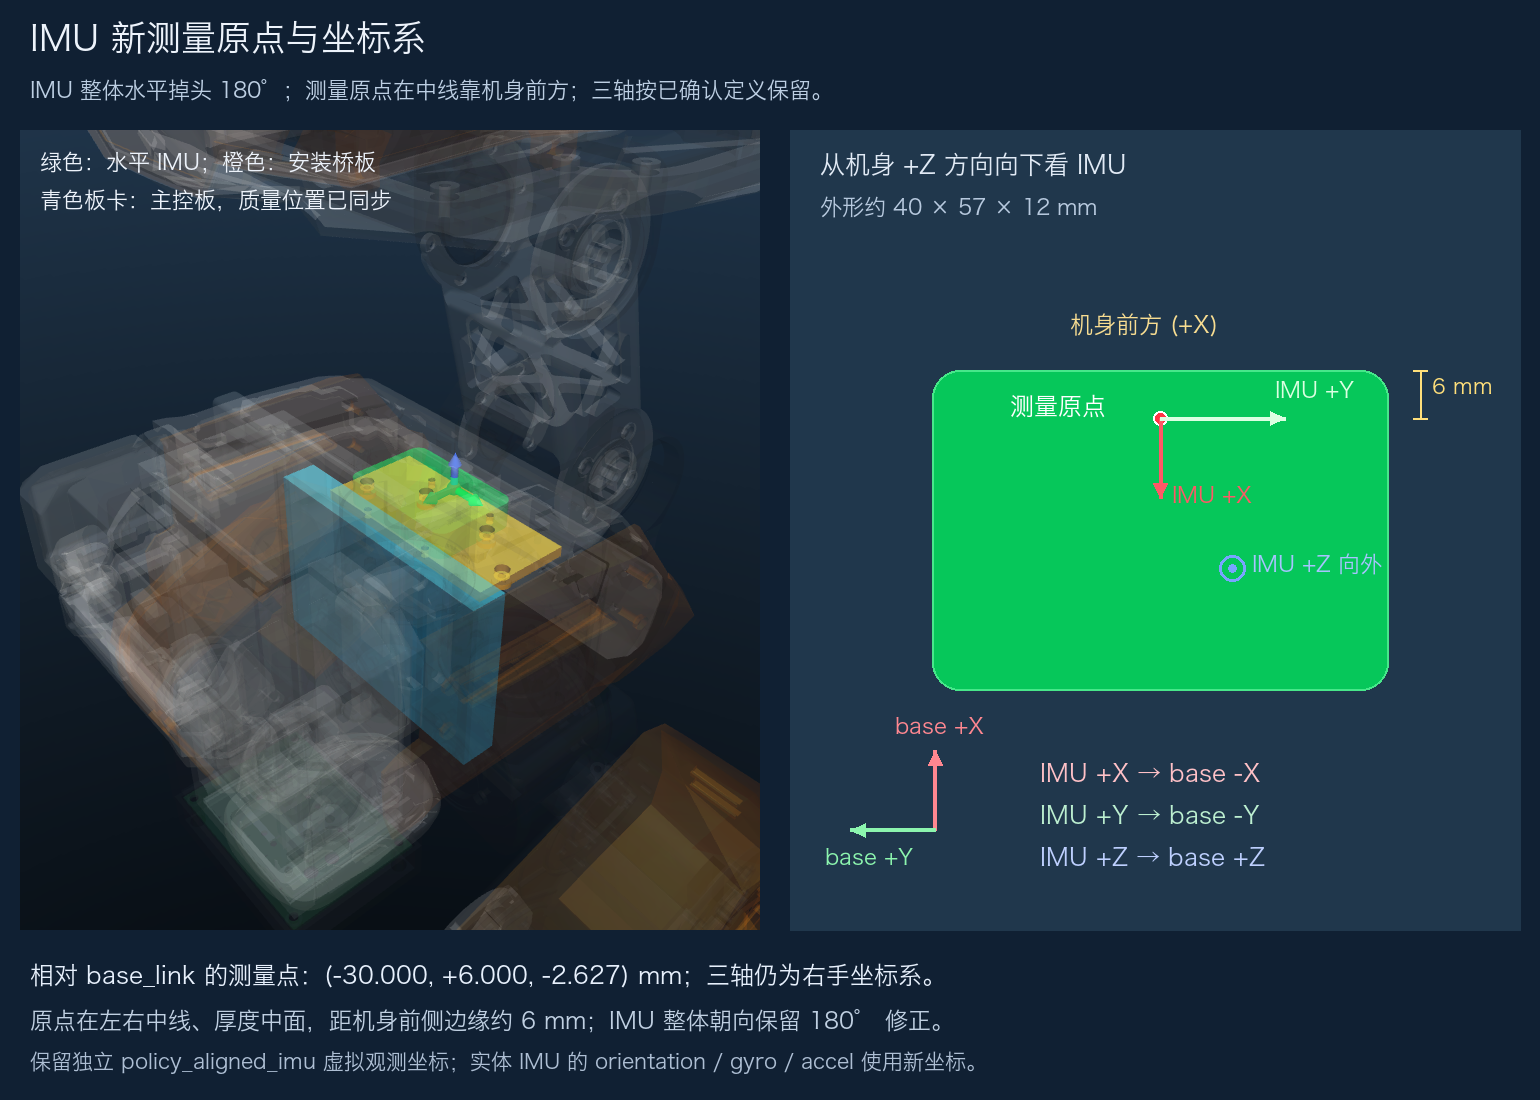 IMU 新测量原点与坐标系
IMU 整体水平掉头 180°；测量原点在中线靠机身前方；三轴按已确认定义保留。
绿色：水平 IMU；橙色：安装桥板
青色板卡：主控板，质量位置已同步
从机身 +Z 方向向下看 IMU
外形约 40 × 57 × 12 mm
机身前方 (+X)
6 mm
IMU +Y
测量原点
IMU +X
IMU +Z 向外
base +X
base +Y
IMU +X → base -X
IMU +Y → base -Y
IMU +Z → base +Z
相对 base_link 的测量点：(-30.000, +6.000, -2.627) mm；三轴仍为右手坐标系。
原点在左右中线、厚度中面，距机身前侧边缘约 6 mm；IMU 整体朝向保留 180° 修正。
保留独立 policy_aligned_imu 虚拟观测坐标；实体 IMU 的 orientation / gyro / accel 使用新坐标。